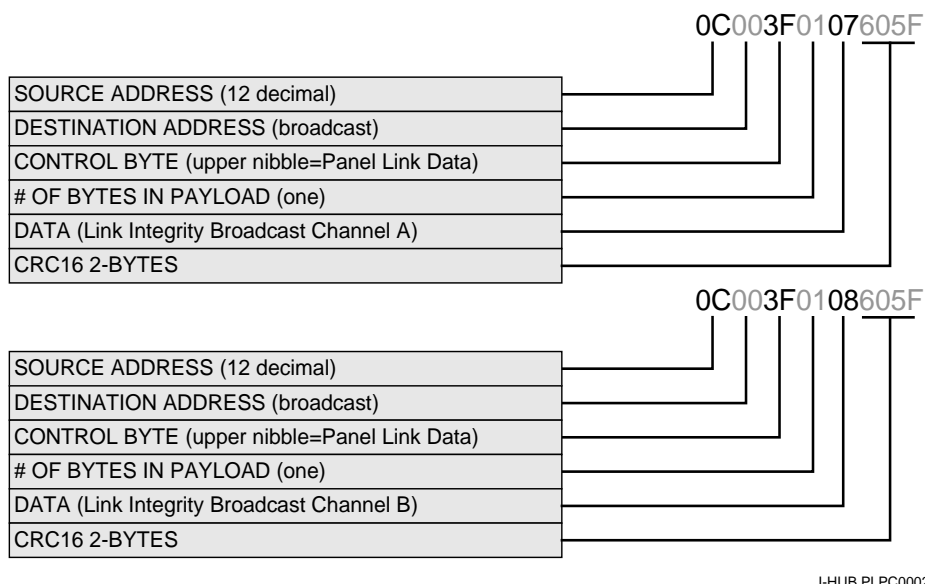 0C003F0107605F
SOURCE ADDRESS (12 decimal)
DESTINATION ADDRESS (broadcast)
CONTROL BYTE (upper nibble=Panel Link Data)
# OF BYTES IN PAYLOAD (one)
DATA (Link Integrity Broadcast Channel A)
CRC16 2-BYTES
0C003F0108605F
SOURCE ADDRESS (12 decimal)
DESTINATION ADDRESS (broadcast)
CONTROL BYTE (upper nibble=Panel Link Data)
# OF BYTES IN PAYLOAD (one)
DATA (Link Integrity Broadcast Channel B)
CRC16 2-BYTES